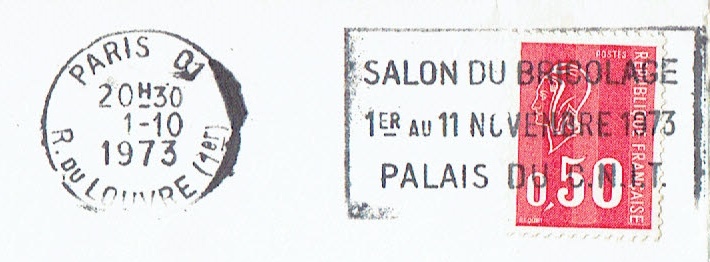 PARIS 01
20H30
1-10
1973
R. DU LOUVRE (1er)
SALON DU BRICOLAGE
1ER AU 11 NOVEMBRE 1973
PALAIS DU C.N.I.T.
POSTES
REPUBLIQUE FRANÇAISE
0,50